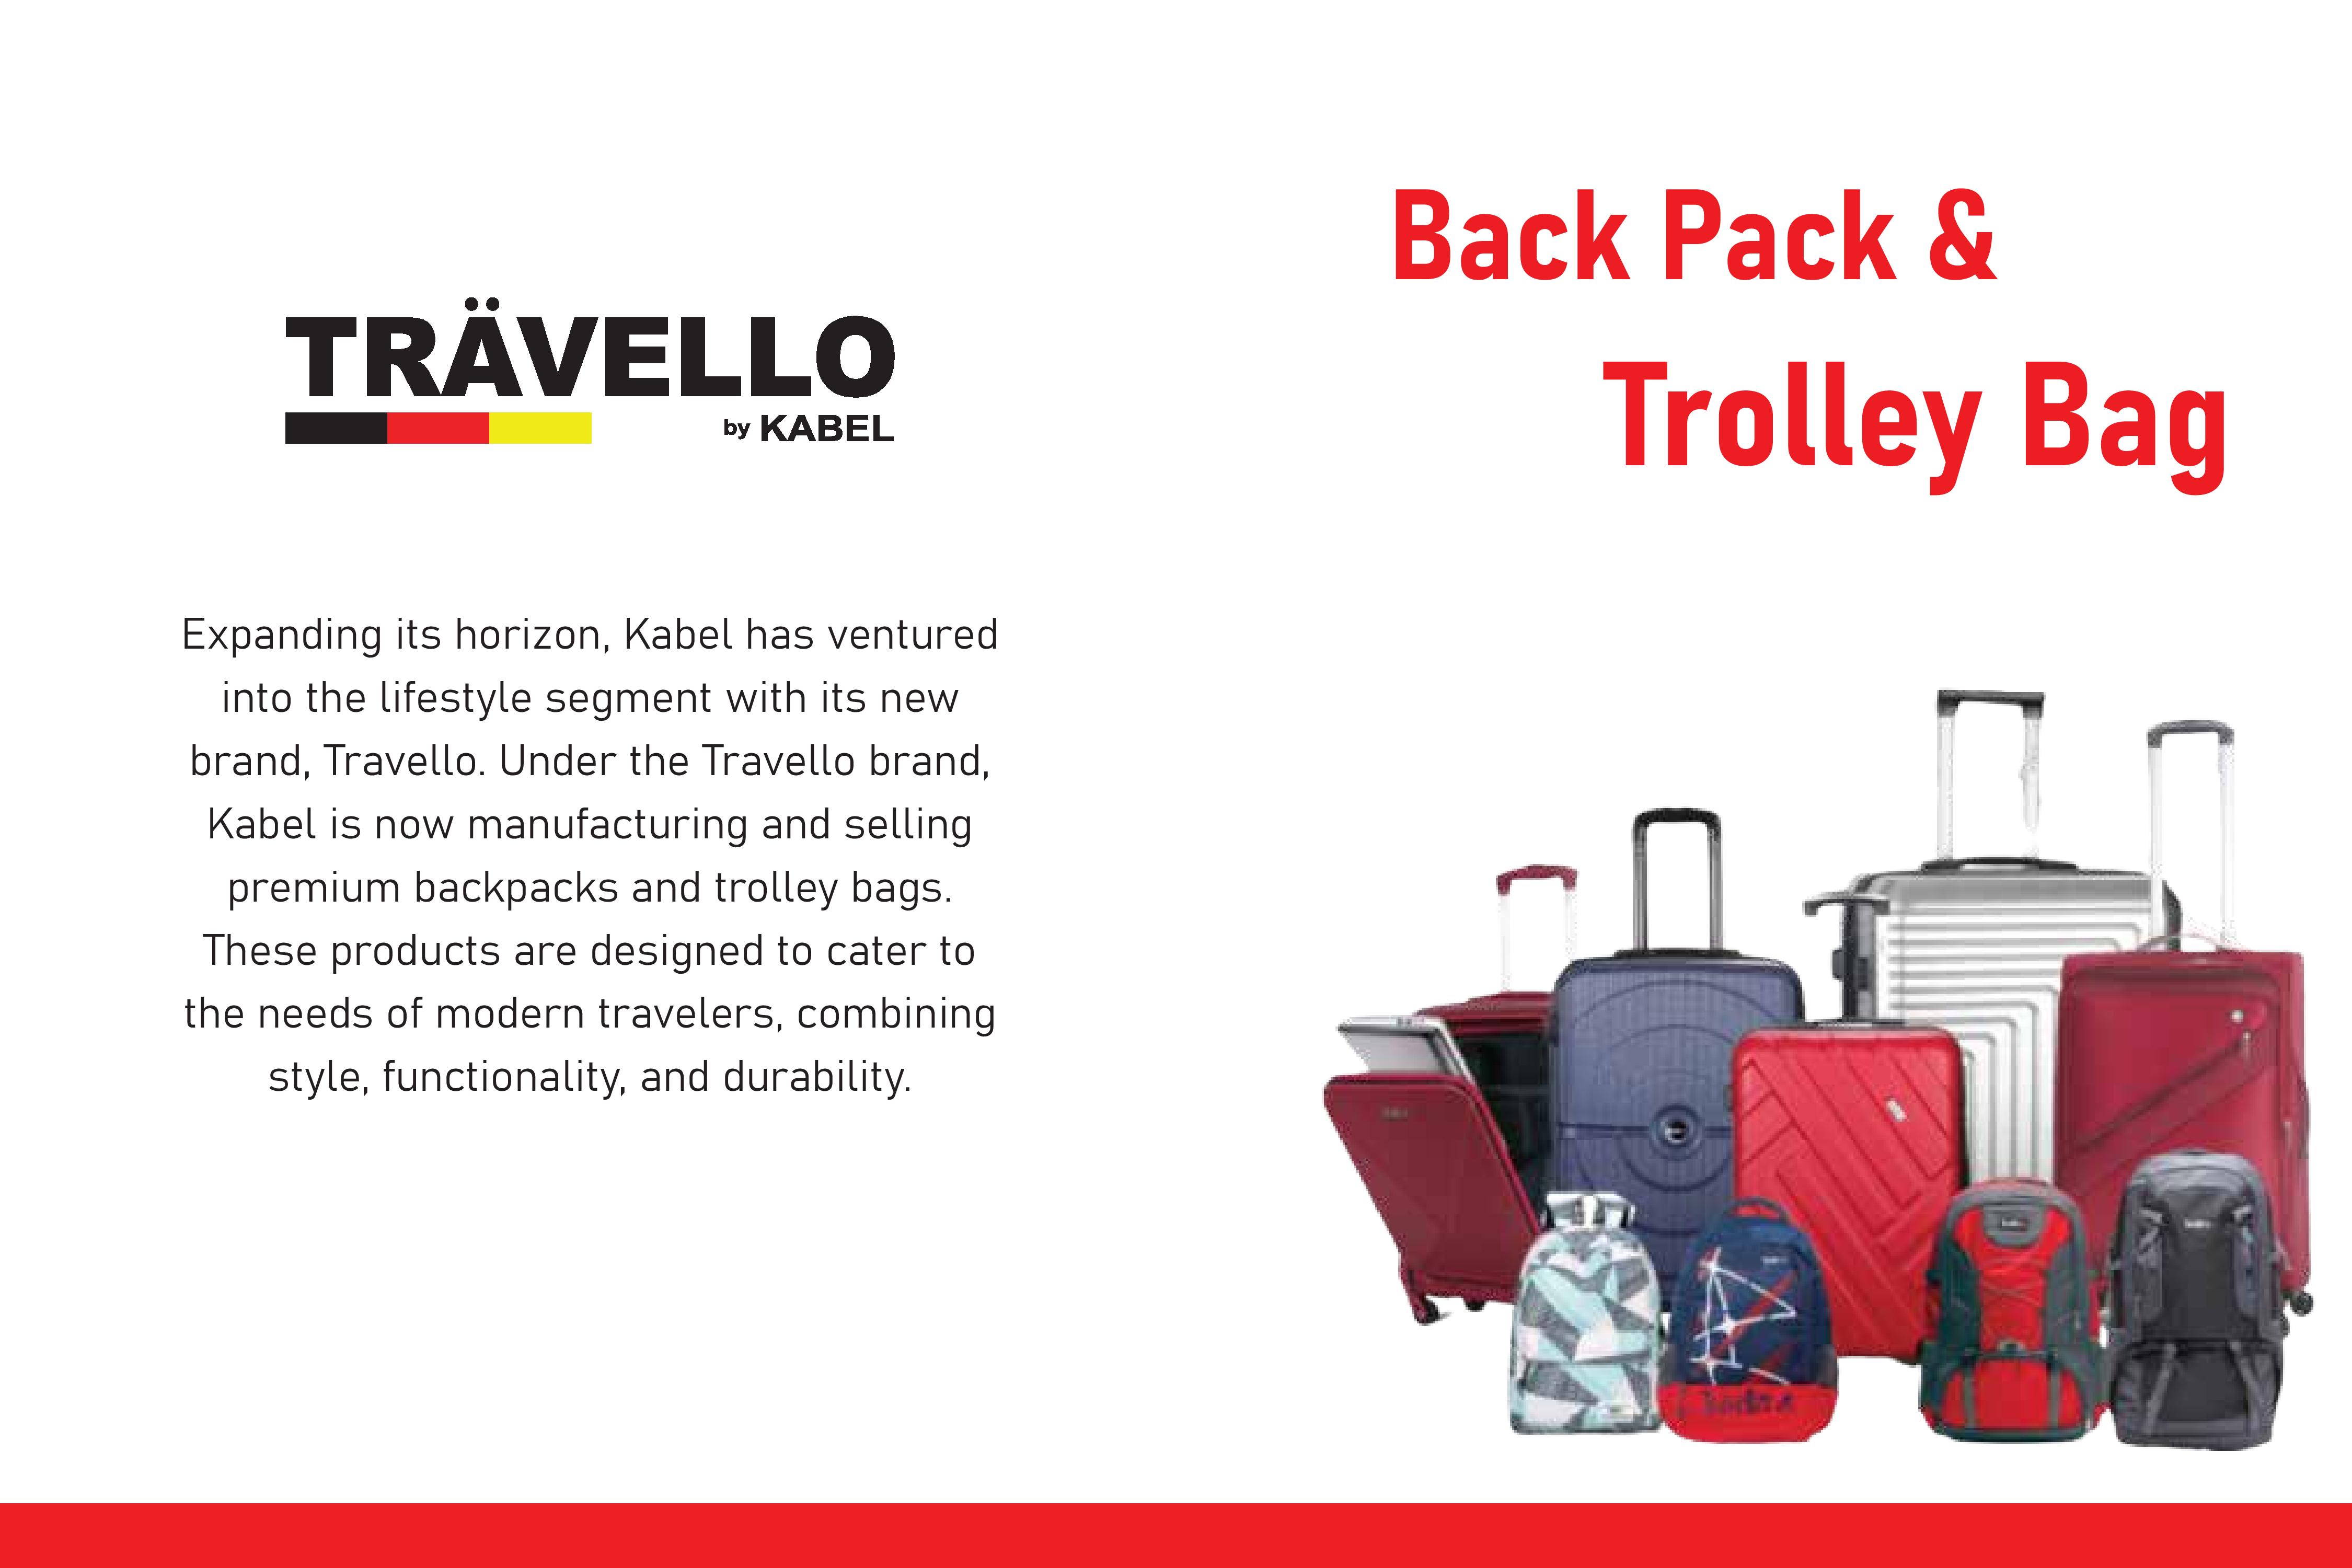 TRÄVELLO
by KABEL
Expanding its horizon, Kabel has ventured
into the lifestyle segment with its new
brand, Travello. Under the Travello brand,
Kabel is now manufacturing and selling
premium backpacks and trolley bags.
These products are designed to cater to
the needs of modern travelers, combining
style, functionality, and durability.
Back Pack &
Trolley Bag